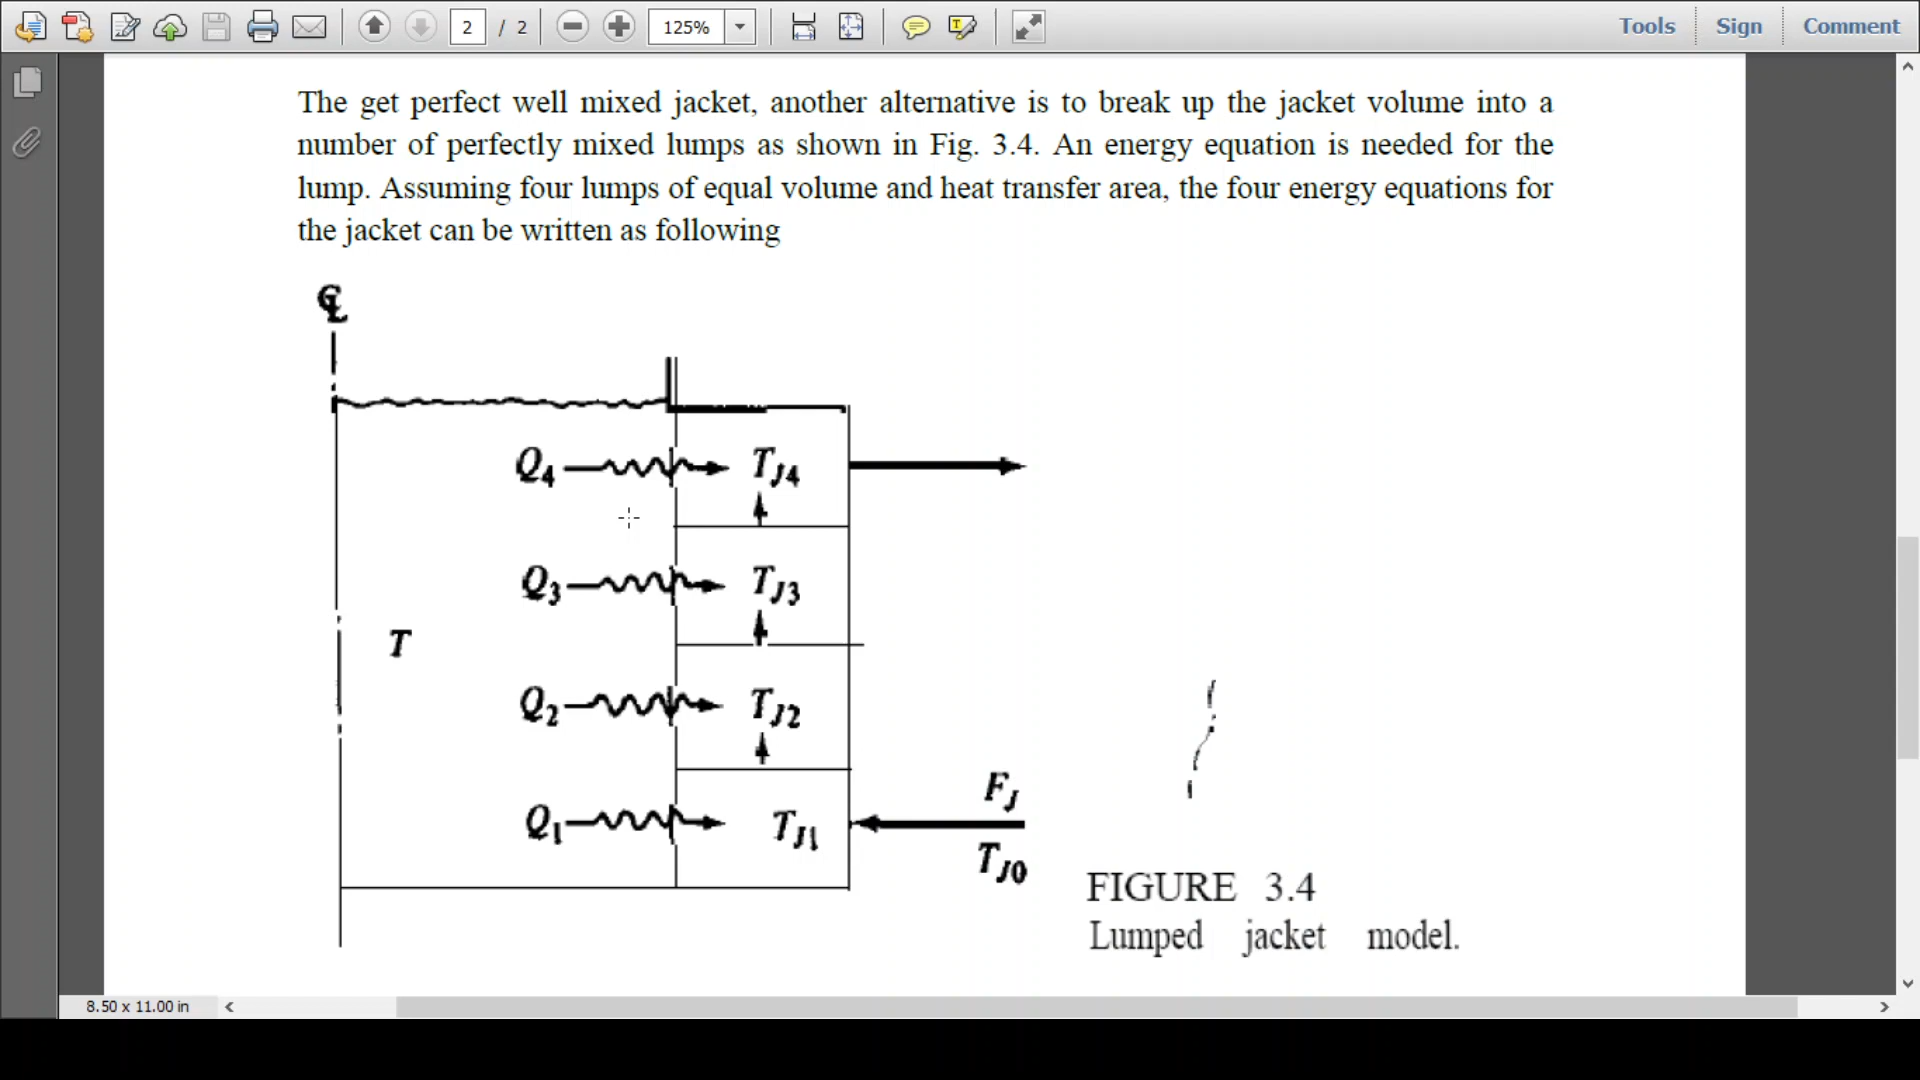 2 / 2 125% Tools Sign Comment
The get perfect well mixed jacket, another alternative is to break up the jacket volume into a
number of perfectly mixed lumps as shown in Fig. 3.4. An energy equation is needed for the
lump. Assuming four lumps of equal volume and heat transfer area, the four energy equations for
the jacket can be written as following
℄
Q4 TJ4
Q3 TJ3
T
Q2 TJ2
FJ
Q1 TJ1
TJ0
FIGURE 3.4
Lumped jacket model.
8.50 x 11.00 in